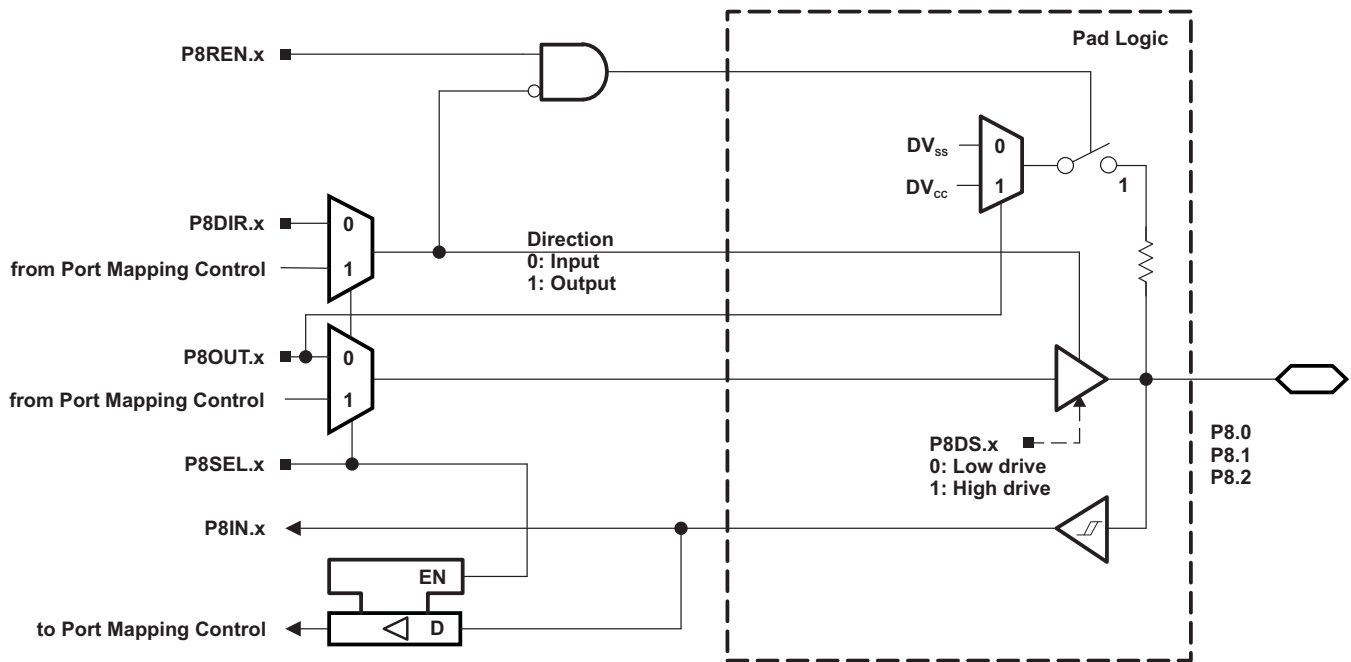 Pad Logic
P8REN.x
DVSS
0
DVCC
1
1
P8DIR.x
0
from Port Mapping Control
1
Direction
0: Input
1: Output
P8OUT.x
0
from Port Mapping Control
1
P8DS.x
0: Low drive
1: High drive
P8.0
P8.1
P8.2
P8SEL.x
P8IN.x
EN
to Port Mapping Control
D